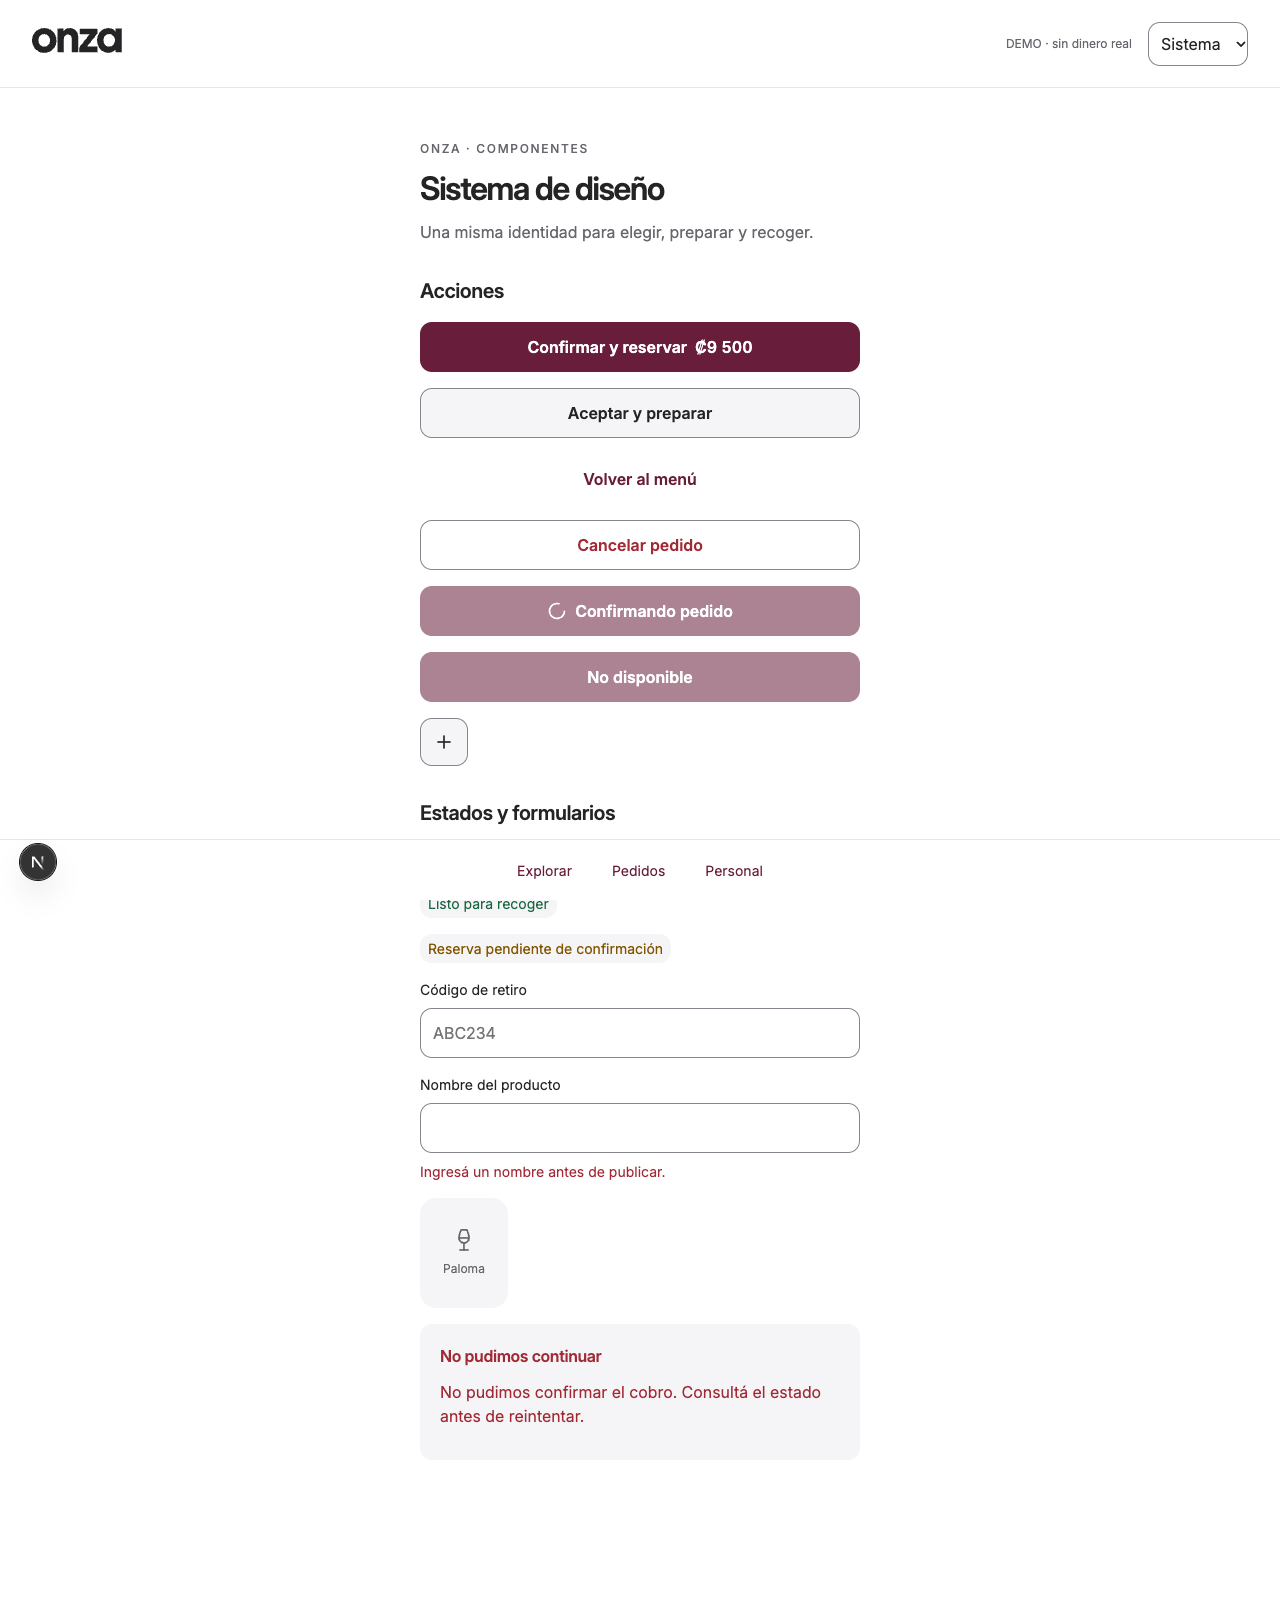 onza
DEMO · sin dinero real
Sistema
ONZA · COMPONENTES
Sistema de diseño
Una misma identidad para elegir, preparar y recoger.
Acciones
Confirmar y reservar ₡9 500
Aceptar y preparar
Volver al menú
Cancelar pedido
Confirmando pedido
No disponible
+
Estados y formularios
N
Explorar Pedidos Personal
Listo para recoger
Reserva pendiente de confirmación
Código de retiro
ABC234
Nombre del producto
Ingresá un nombre antes de publicar.
Paloma
No pudimos continuar
No pudimos confirmar el cobro. Consultá el estado
antes de reintentar.